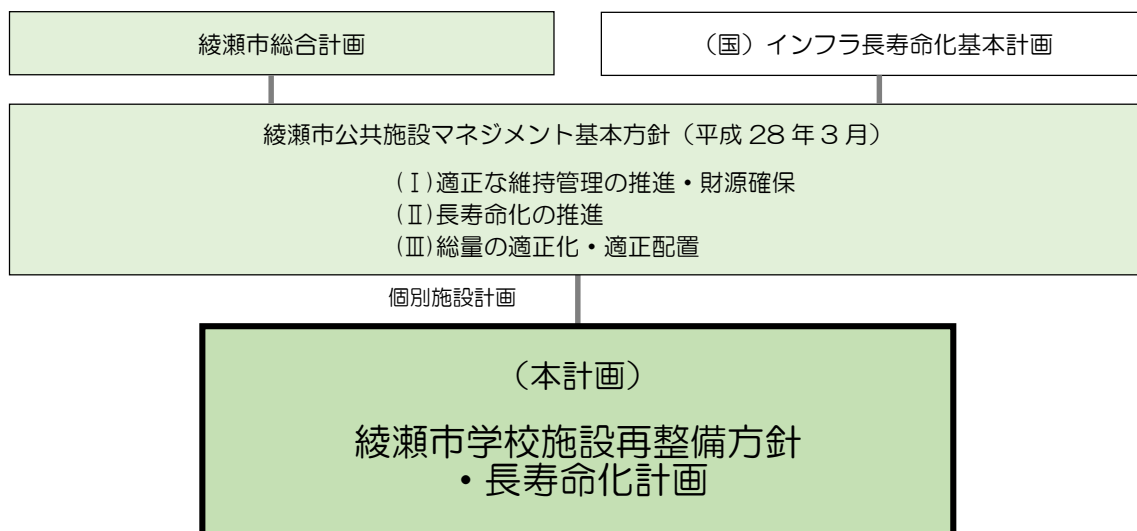 綾瀬市総合計画
（国）インフラ長寿命化基本計画
綾瀬市公共施設マネジメント基本方針（平成 28 年 3 月）
(Ⅰ)適正な維持管理の推進・財源確保
(Ⅱ)長寿命化の推進
(Ⅲ)総量の適正化・適正配置
個別施設計画
（本計画）
綾瀬市学校施設再整備方針
・長寿命化計画